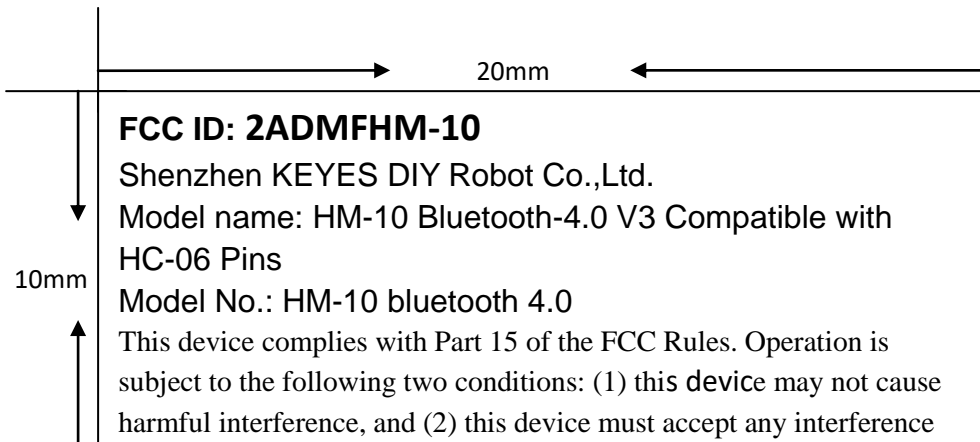 20mm
FCC ID: 2ADMFHM-10
Shenzhen KEYES DIY Robot Co.,Ltd.
Model name: HM-10 Bluetooth-4.0 V3 Compatible with
HC-06 Pins
10mm
Model No.: HM-10 bluetooth 4.0
This device complies with Part 15 of the FCC Rules. Operation is
subject to the following two conditions: (1) this device may not cause
harmful interference, and (2) this device must accept any interference